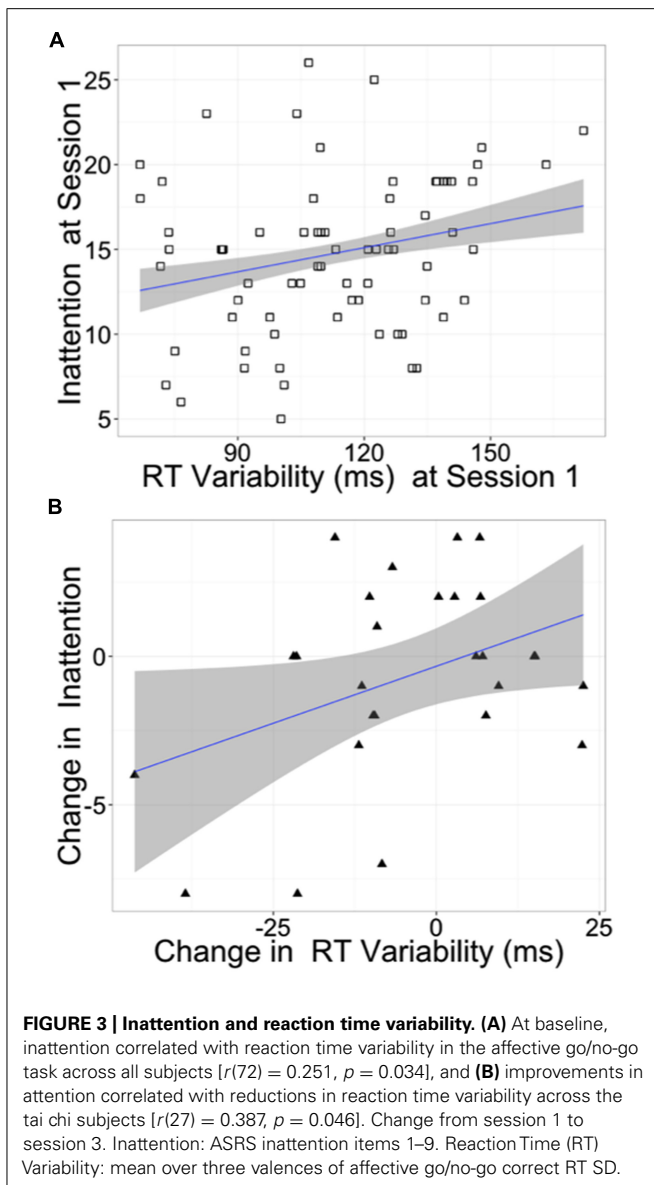 A
Inattention at Session 1
25
20
15
10
5
90 120 150
RT Variability (ms) at Session 1
B
Change in Inattention
0
-5
-25 0 25
Change in RT Variability (ms)
FIGURE 3 | Inattention and reaction time variability. (A) At baseline,
inattention correlated with reaction time variability in the affective go/no-go
task across all subjects [r(72) = 0.251, p = 0.034], and (B) improvements in
attention correlated with reductions in reaction time variability across the
tai chi subjects [r(27) = 0.387, p = 0.046]. Change from session 1 to
session 3. Inattention: ASRS inattention items 1–9. Reaction Time (RT)
Variability: mean over three valences of affective go/no-go correct RT SD.